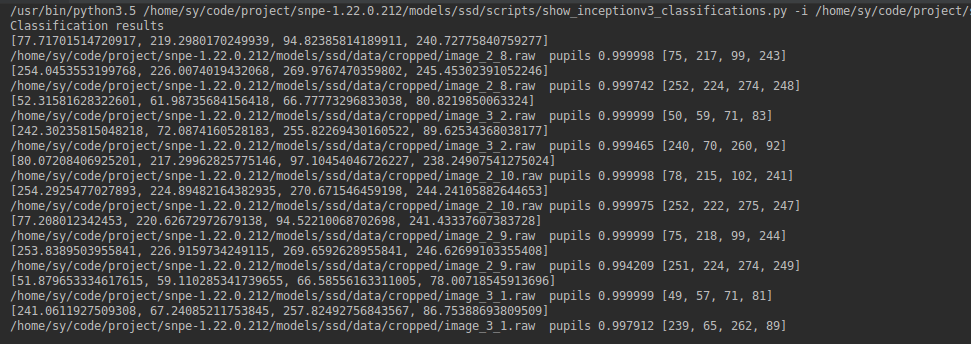 /usr/bin/python3.5 /home/sy/code/project/snpe-1.22.0.212/models/ssd/scripts/show_inceptionv3_classifications.py -i /home/sy/code/project/
Classification results
[77.71701514720917, 219.2980170249939, 94.82385814189911, 240.72775840759277]
/home/sy/code/project/snpe-1.22.0.212/models/ssd/data/cropped/image_2_8.raw  pupils 0.999998 [75, 217, 99, 243]
[254.0453553199768, 226.0074019432068, 269.9767470359802, 245.45302391052246]
/home/sy/code/project/snpe-1.22.0.212/models/ssd/data/cropped/image_2_8.raw  pupils 0.999742 [252, 224, 274, 248]
[52.31581628322601, 61.98735684156418, 66.77773296833038, 80.8219850063324]
/home/sy/code/project/snpe-1.22.0.212/models/ssd/data/cropped/image_3_2.raw  pupils 0.999999 [50, 59, 71, 83]
[242.30235815048218, 72.0874160528183, 255.82269430160522, 89.62534368038177]
/home/sy/code/project/snpe-1.22.0.212/models/ssd/data/cropped/image_3_2.raw  pupils 0.999465 [240, 70, 260, 92]
[80.07208406925201, 217.29962825775146, 97.10454046726227, 238.24907541275024]
/home/sy/code/project/snpe-1.22.0.212/models/ssd/data/cropped/image_2_10.raw  pupils 0.999998 [78, 215, 102, 241]
[254.2925477027893, 224.89482164382935, 270.671546459198, 244.24105882644653]
/home/sy/code/project/snpe-1.22.0.212/models/ssd/data/cropped/image_2_10.raw  pupils 0.999975 [252, 222, 275, 247]
[77.208012342453, 220.62672972679138, 94.52210068702698, 241.43337607383728]
/home/sy/code/project/snpe-1.22.0.212/models/ssd/data/cropped/image_2_9.raw  pupils 0.999999 [75, 218, 99, 244]
[253.8389503955841, 226.9159734249115, 269.6592628955841, 246.62699103355408]
/home/sy/code/project/snpe-1.22.0.212/models/ssd/data/cropped/image_2_9.raw  pupils 0.994209 [251, 224, 274, 249]
[51.879653334617615, 59.110285341739655, 66.58556163311005, 78.00718545913696]
/home/sy/code/project/snpe-1.22.0.212/models/ssd/data/cropped/image_3_1.raw  pupils 0.999999 [49, 57, 71, 81]
[241.0611927509308, 67.24085211753845, 257.82492756843567, 86.75388693809509]
/home/sy/code/project/snpe-1.22.0.212/models/ssd/data/cropped/image_3_1.raw  pupils 0.997912 [239, 65, 262, 89]